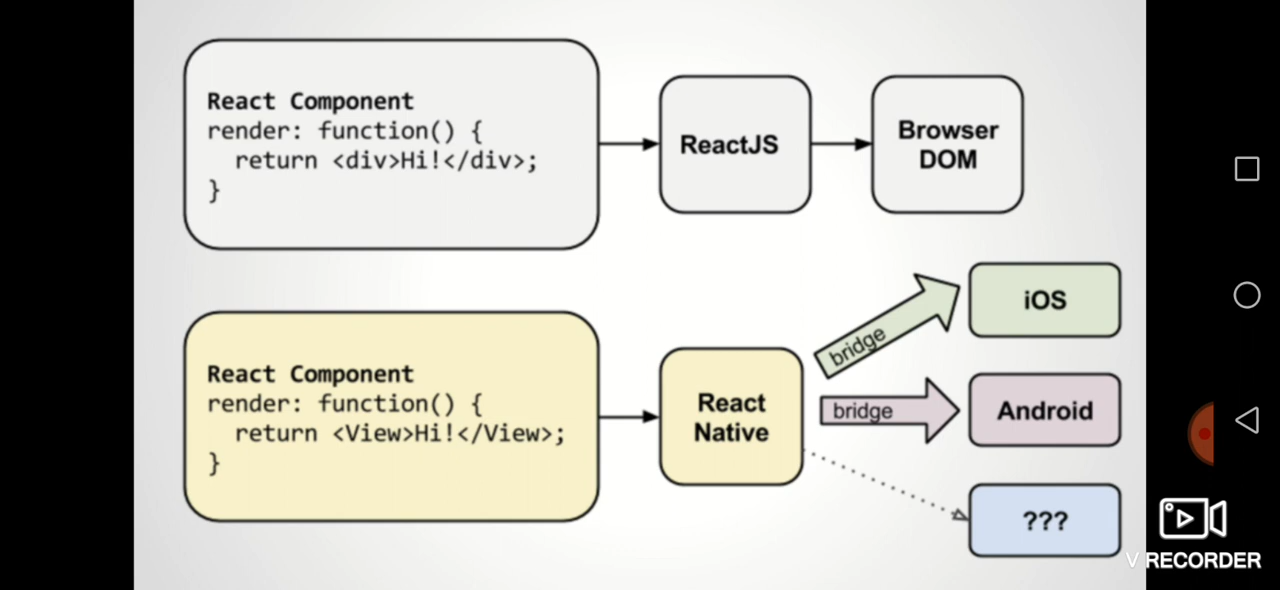 React Component
render: function() {
return <div>Hi!</div>;
}
ReactJS
Browser
DOM
React Component
render: function() {
return <View>Hi!</View>;
}
React
Native
bridge
iOS
bridge
Android
???
V RECORDER